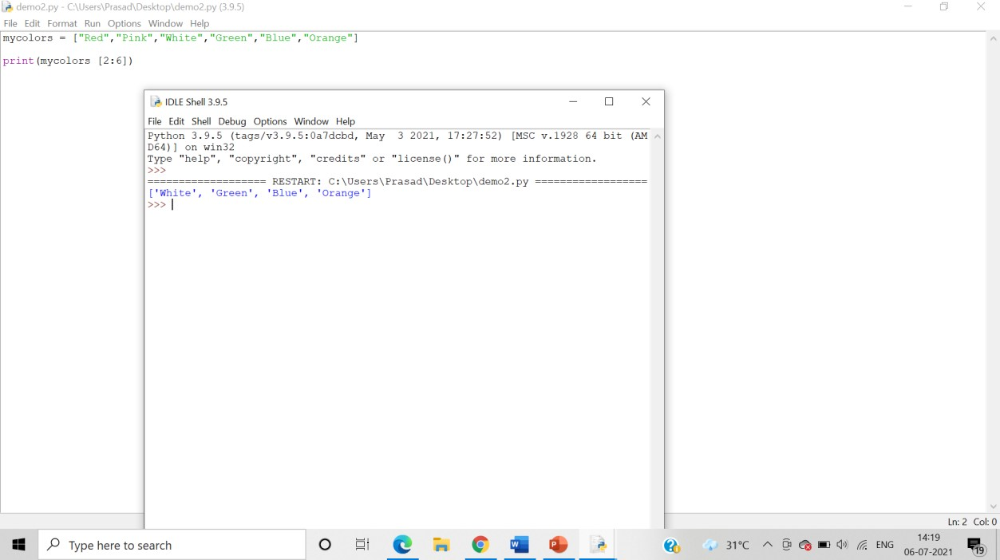 demo2.py - C:\Users\Prasad\Desktop\demo2.py (3.9.5)
File Edit Format Run Options Window Help
mycolors = ["Red","Pink","White","Green","Blue","Orange"]
print(mycolors [2:6])
IDLE Shell 3.9.5
File Edit Shell Debug Options Window Help
Python 3.9.5 (tags/v3.9.5:0a7dcbd, May  3 2021, 17:27:52) [MSC v.1928 64 bit (AM
D64)] on win32
Type "help", "copyright", "credits" or "license()" for more information.
>>>
=================== RESTART: C:\Users\Prasad\Desktop\demo2.py ==================
['White', 'Green', 'Blue', 'Orange']
>>>
Ln: 2 Col: 0
Type here to search
W
P
?
31°C
ENG
14:19
06-07-2021
19